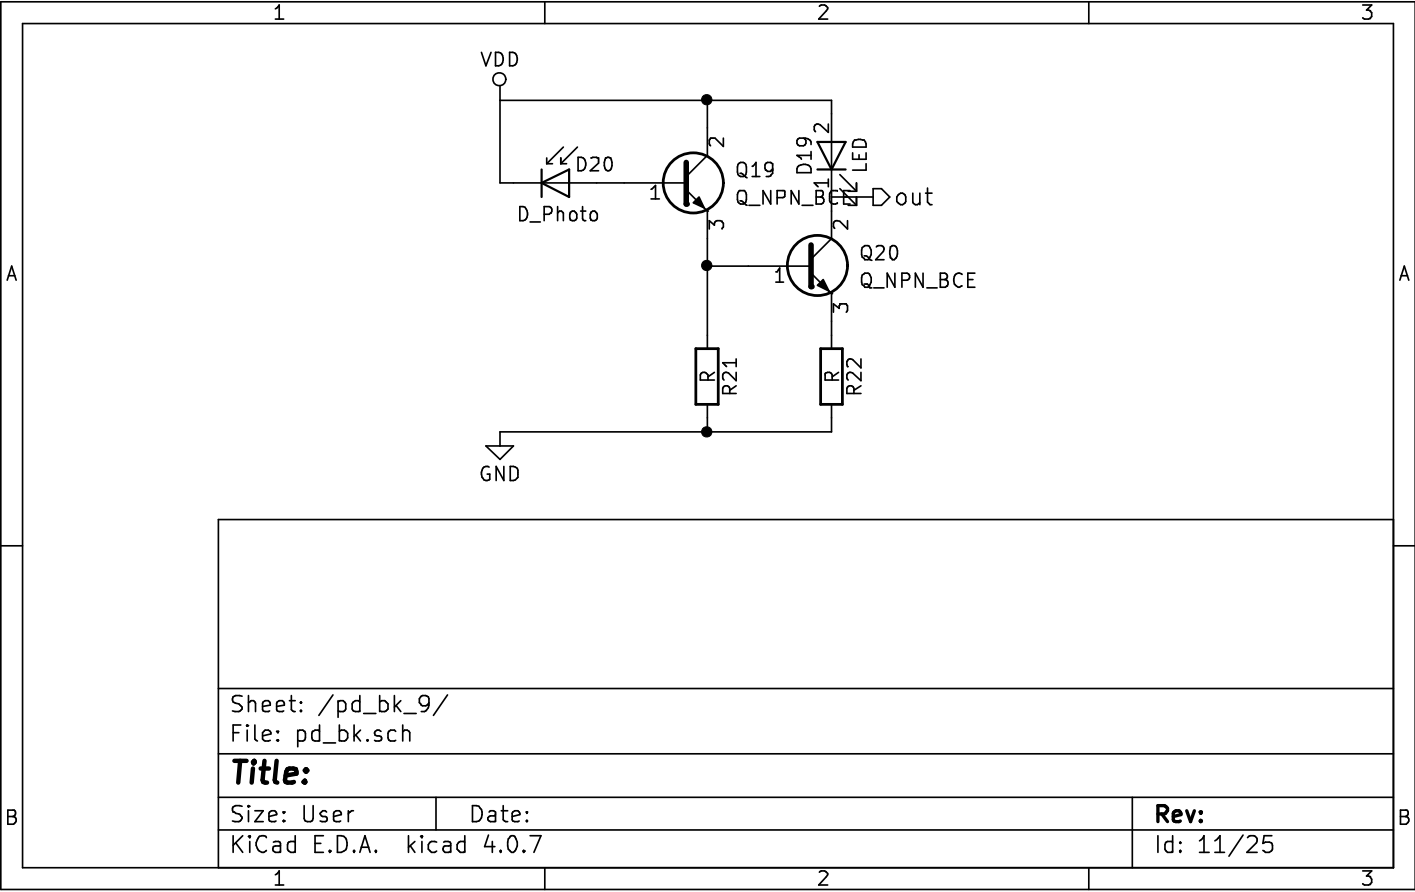 1 2 3
VDD
2
2
D19
LED
D20
Q19
1
1
Q_NPN_BCE
out
D_Photo
3
2
Q20
A
1
Q_NPN_BCE
A
3
R
R21
R
R22
GND
Sheet: /pd_bk_9/
File: pd_bk.sch
Title:
Size: User
Date:
Rev:
B
B
KiCad E.D.A. kicad 4.0.7
Id: 11/25
1 2 3